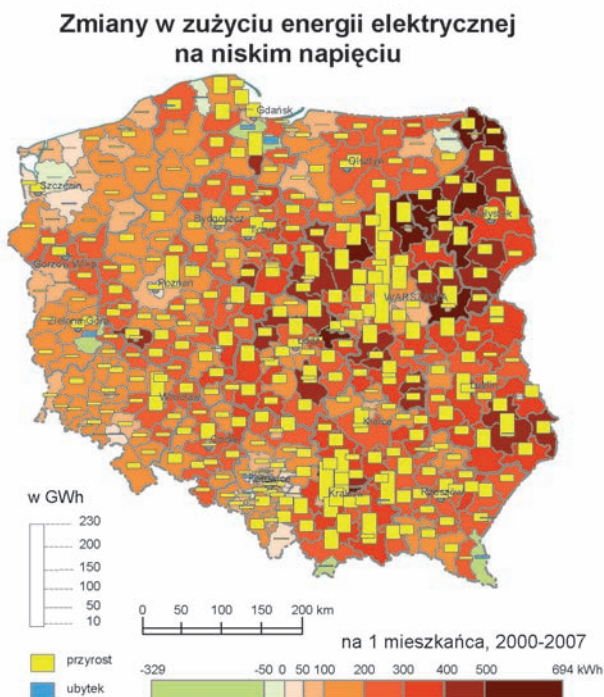 Zmiany w zużyciu energii elektrycznej
na niskim napięciu
Gdańsk
Olsztyn
Szczecin
Bydgoszcz
Toruń
Gorzów Wlkp.
Poznań
WARSZAWA
Zielona Góra
Łódź
Wrocław
Lublin
Kielce
Opole
Katowice
Kraków
Rzeszów
w GWh
230
200
150
100
50
10
0 50 100 150 200 km
na 1 mieszkańca, 2000-2007
przyrost
-329 -50 0 50 100 200 300 400 500 694 kWh
ubytek